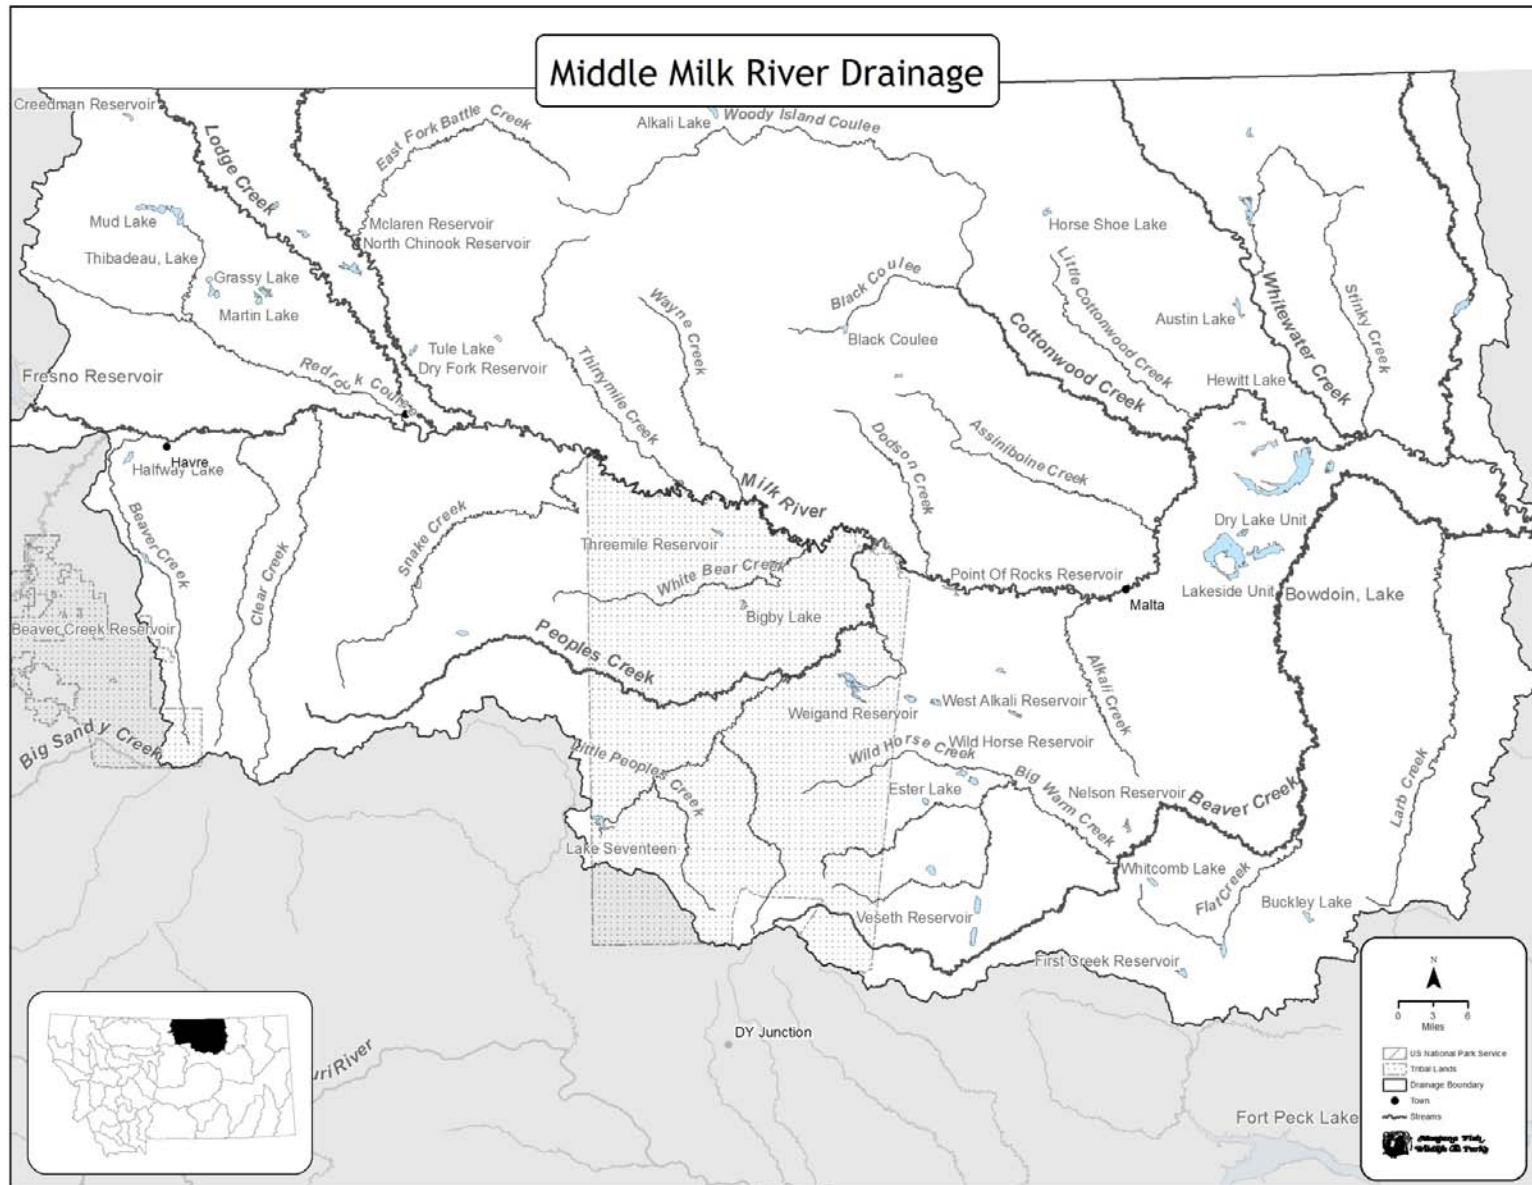 Middle Milk River Drainage
Creedman Reservoir
Lodge Creek
East Fork Battle Creek
Alkali Lake
Woody Island Coulee
Mud Lake
Mclaren Reservoir
North Chinook Reservoir
Horse Shoe Lake
Thibadeau, Lake
Grassy Lake
Martin Lake
Black Coulee
Little Cottonwood Creek
Whitewater Creek
Stinky Creek
Wayne Creek
Austin Lake
Cottonwood Creek
Black Coulee
Tule Lake
Dry Fork Reservoir
Thirtymile Creek
Redrock Coulee
Fresno Reservoir
Hewitt Lake
Havre
Halfway Lake
Dodson Creek
Assiniboine Creek
Milk River
Beaver Creek
Clear Creek
Snake Creek
Threemile Reservoir
Dry Lake Unit
White Bear Creek
Point Of Rocks Reservoir
Malta
Lakeside Unit
Bowdoin, Lake
Bigby Lake
Beaver Creek Reservoir
Peoples Creek
Alkali Creek
Weigand Reservoir
West Alkali Reservoir
Big Sandy Creek
Little Peoples Creek
Wild Horse Creek
Wild Horse Reservoir
Ester Lake
Big Warm Creek
Nelson Reservoir
Beaver Creek
Larb Creek
Lake Seventeen
Whitcomb Lake
Flat Creek
Buckley Lake
Veseth Reservoir
First Creek Reservoir
DY Junction
uri River
Fort Peck Lake
N
0 3 6
Miles
US National Park Service
Tribal Lands
Drainage Boundary
Town
Streams
Montana Fish,
Wildlife & Parks